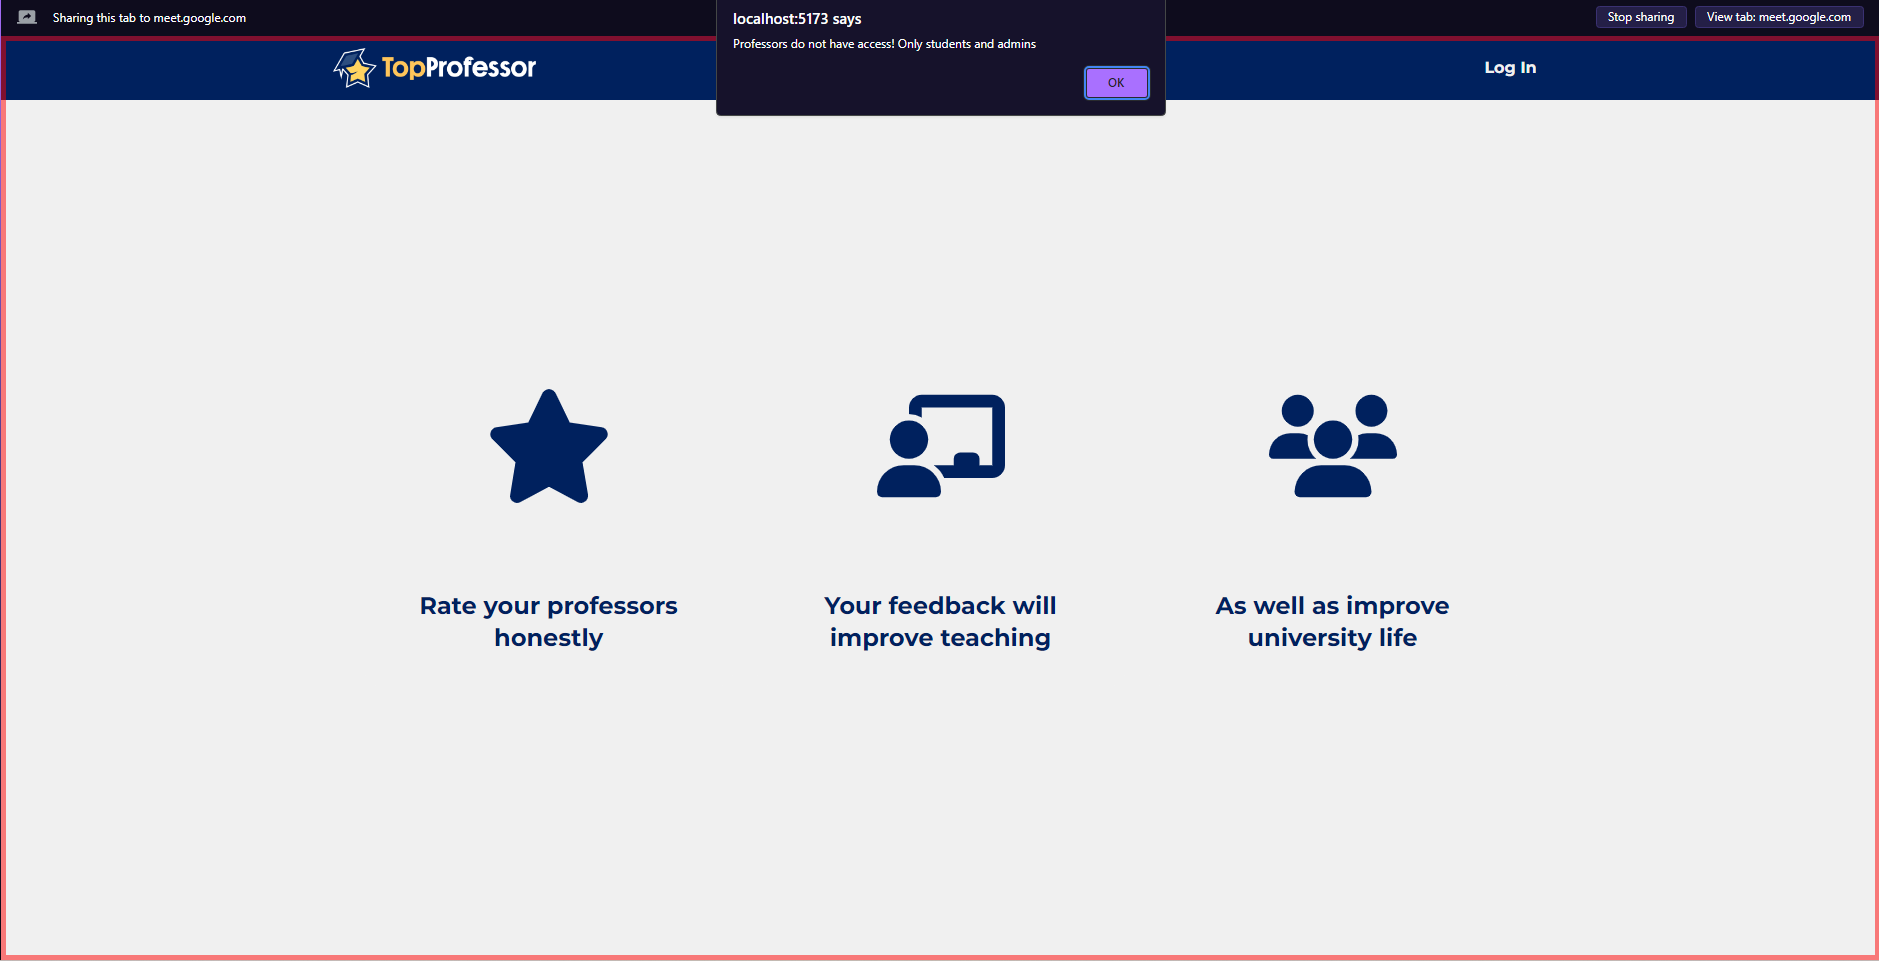 Sharing this tab to meet.google.com
Stop sharing
View tab: meet.google.com
localhost:5173 says
Professors do not have access! Only students and admins
OK
TopProfessor
Log In
Rate your professors
honestly
Your feedback will
improve teaching
As well as improve
university life